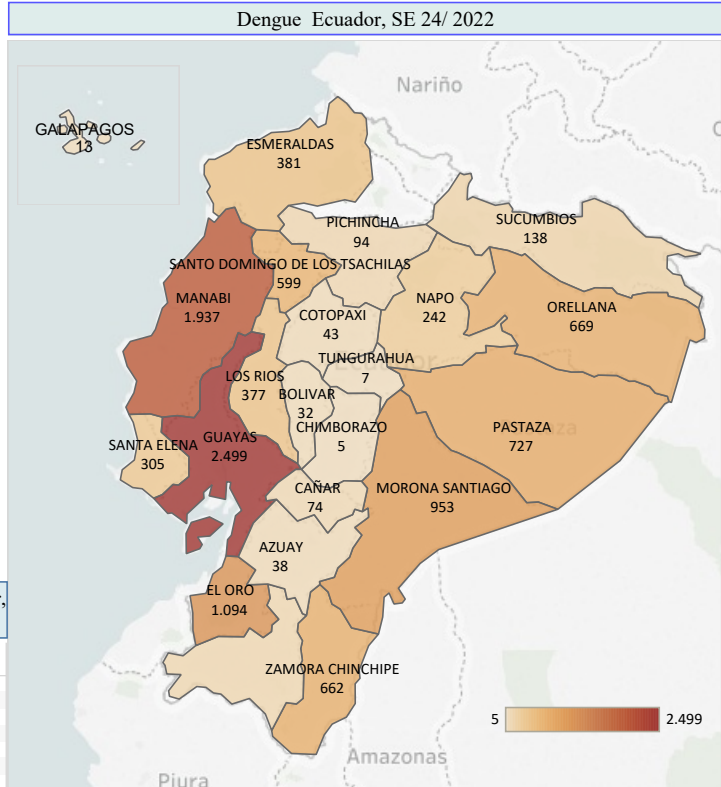 Dengue Ecuador, SE 24/ 2022
Nariño
GALAPAGOS
13
ESMERALDAS
381
PICHINCHA
94
SUCUMBIOS
138
SANTO DOMINGO DE LOS TSACHILAS
599
MANABI
1.937
NAPO
242
ORELLANA
669
COTOPAXI
43
TUNGURAHUA
7
Ecuador
LOS RIOS
377
BOLIVAR
32
CHIMBORAZO
5
PASTAZA
727
SANTA ELENA
305
GUAYAS
2.499
CAÑAR
74
MORONA SANTIAGO
953
AZUAY
38
EL ORO
1.094
ZAMORA CHINCHIPE
662
5
2.499
Amazonas
Piura